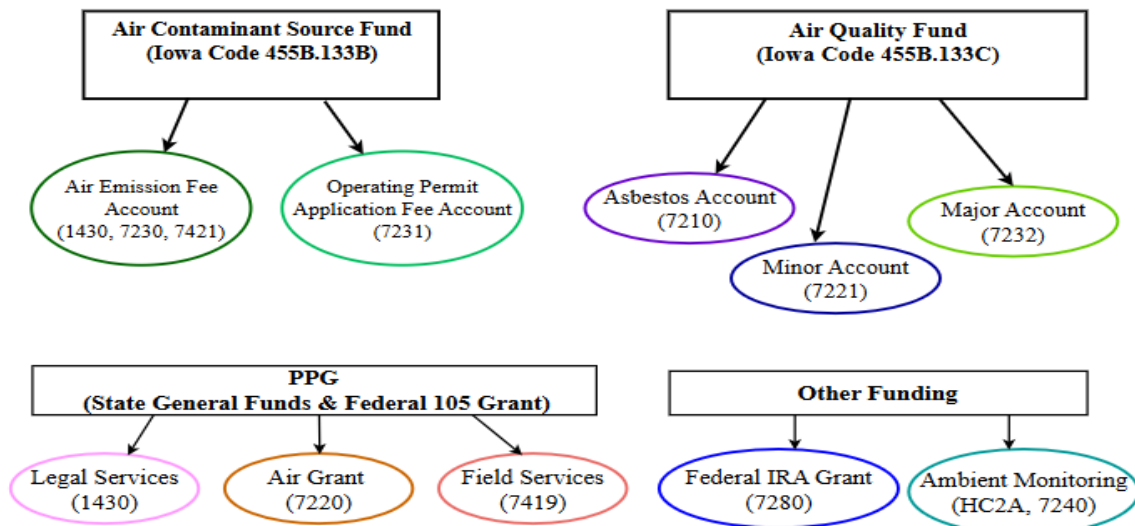 Air Contaminant Source Fund
(Iowa Code 455B.133B)
Air Emission Fee
Account
(1430, 7230, 7421)
Operating Permit
Application Fee Account
(7231)
Air Quality Fund
(Iowa Code 455B.133C)
Asbestos Account
(7210)
Minor Account
(7221)
Major Account
(7232)
PPG
(State General Funds & Federal 105 Grant)
Legal Services
(1430)
Air Grant
(7220)
Field Services
(7419)
Other Funding
Federal IRA Grant
(7280)
Ambient Monitoring
(HC2A, 7240)